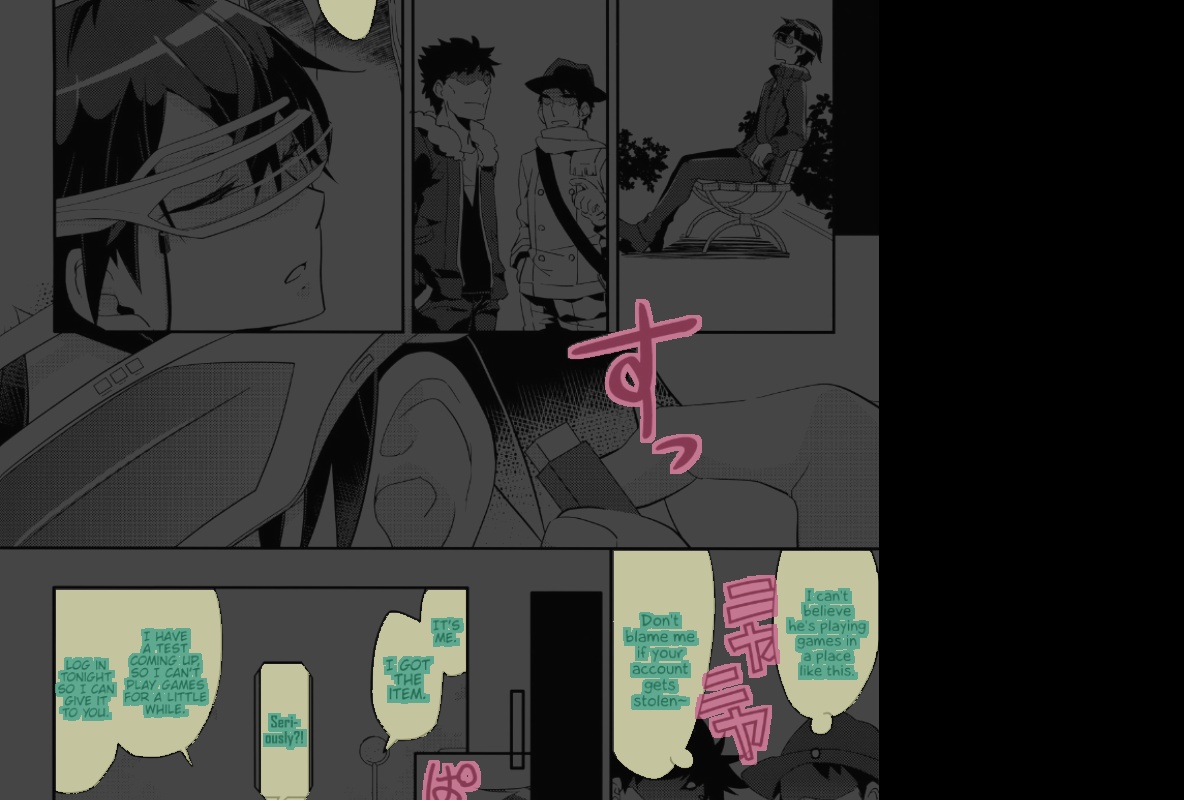 すっ
I can't
believe
he's playing
games in
a place
like this.
ニヤ
ニヤ
Don't
blame me
if your
account
gets
stolen~
IT'S
ME.
I GOT
THE
ITEM.
Seri-
ously?!
I HAVE
A TEST
COMING UP,
SO I CAN'T
PLAY GAMES
FOR A LITTLE
WHILE.
LOG IN
TONIGHT
SO I CAN
GIVE IT
TO YOU.
ぱ